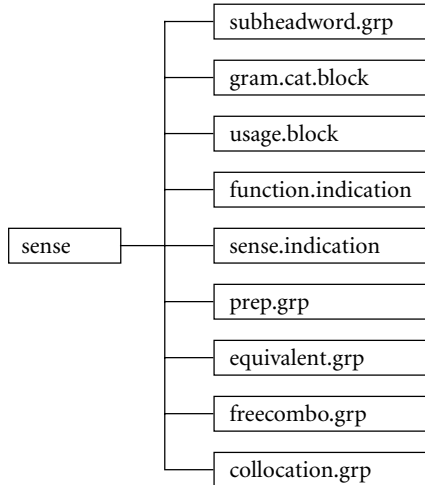 subheadword.grp
gram.cat.block
usage.block
function.indication
sense
sense.indication
prep.grp
equivalent.grp
freecombo.grp
collocation.grp